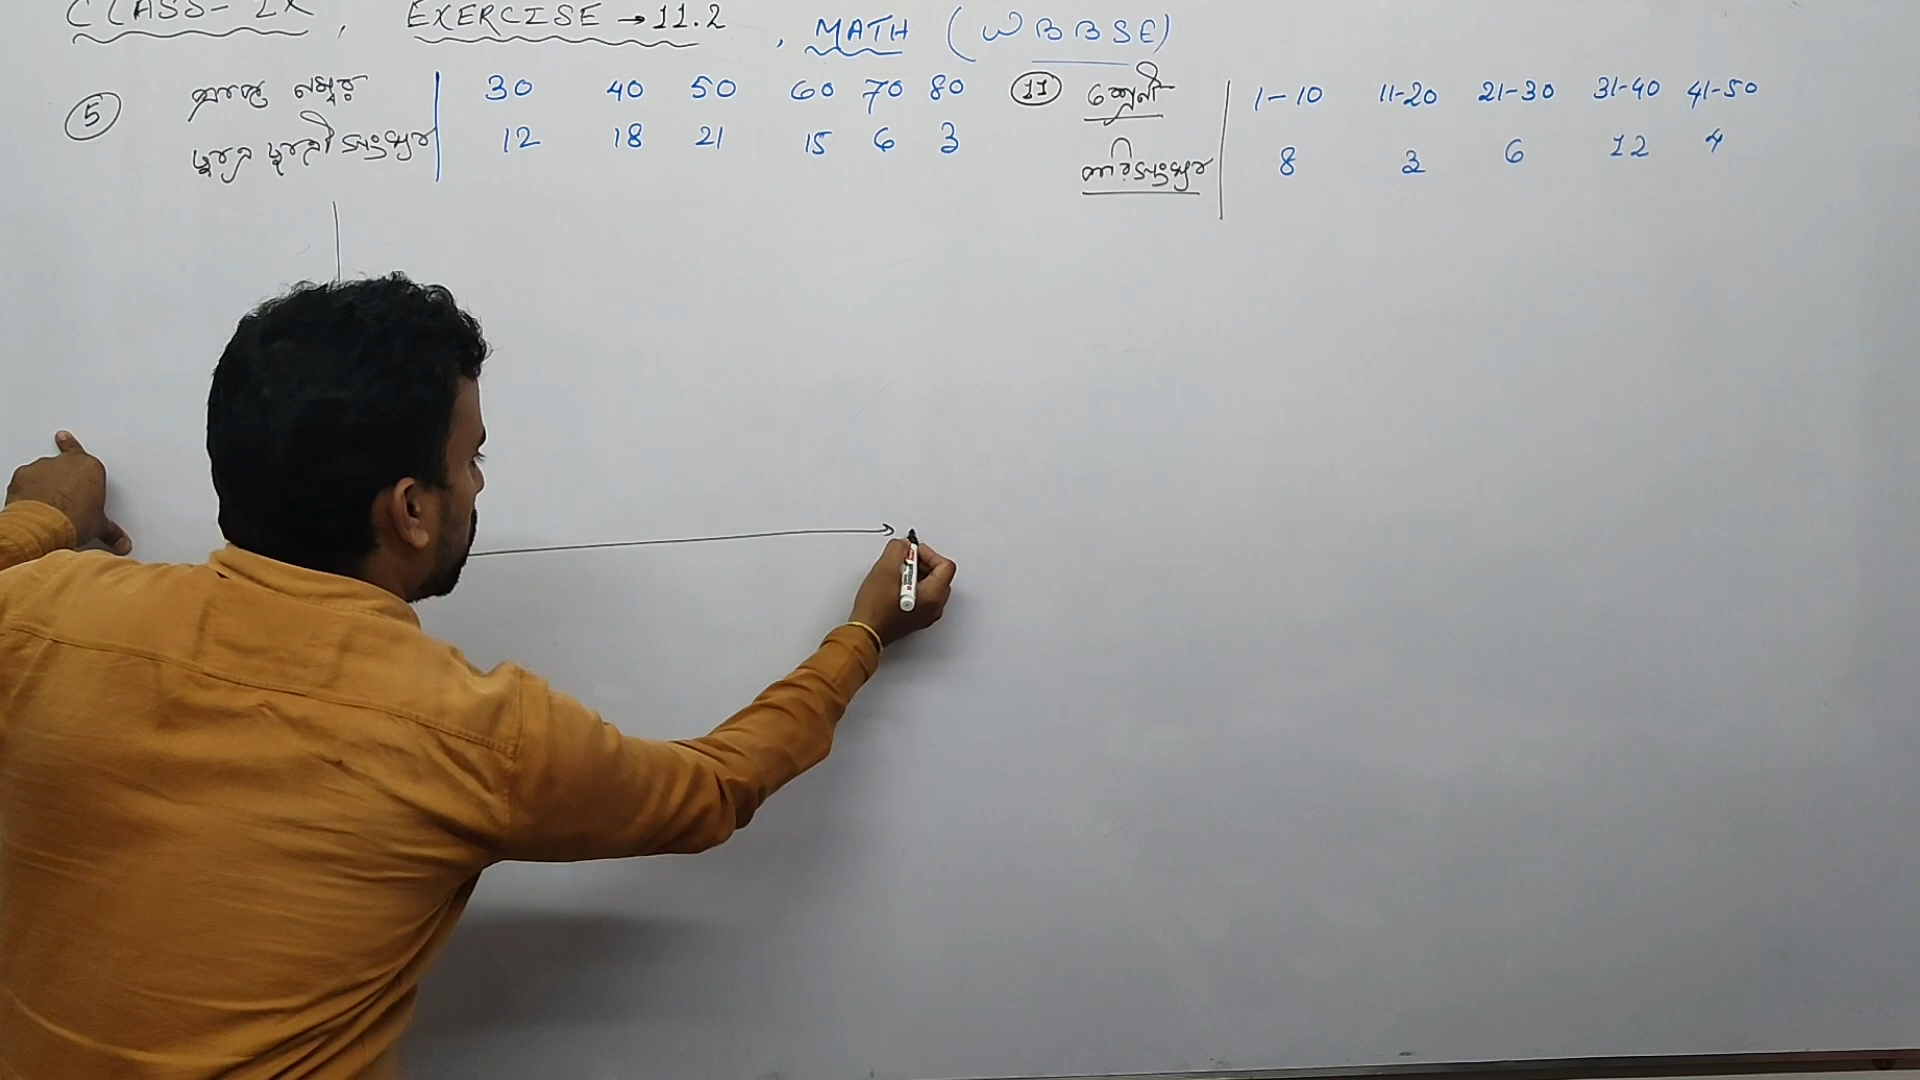 CLASS-IX, EXERCISE → 11.2, MATH (WBBSE)
⑤ প্রাপ্ত নম্বর | 30 40 50 60 70 80
ছাত্র ছাত্রী সংখ্যা | 12 18 21 15 6 3
⑪ শ্রেণী | 1-10 11-20 21-30 31-40 41-50
পরিসংখ্যা | 8 3 6 12 4